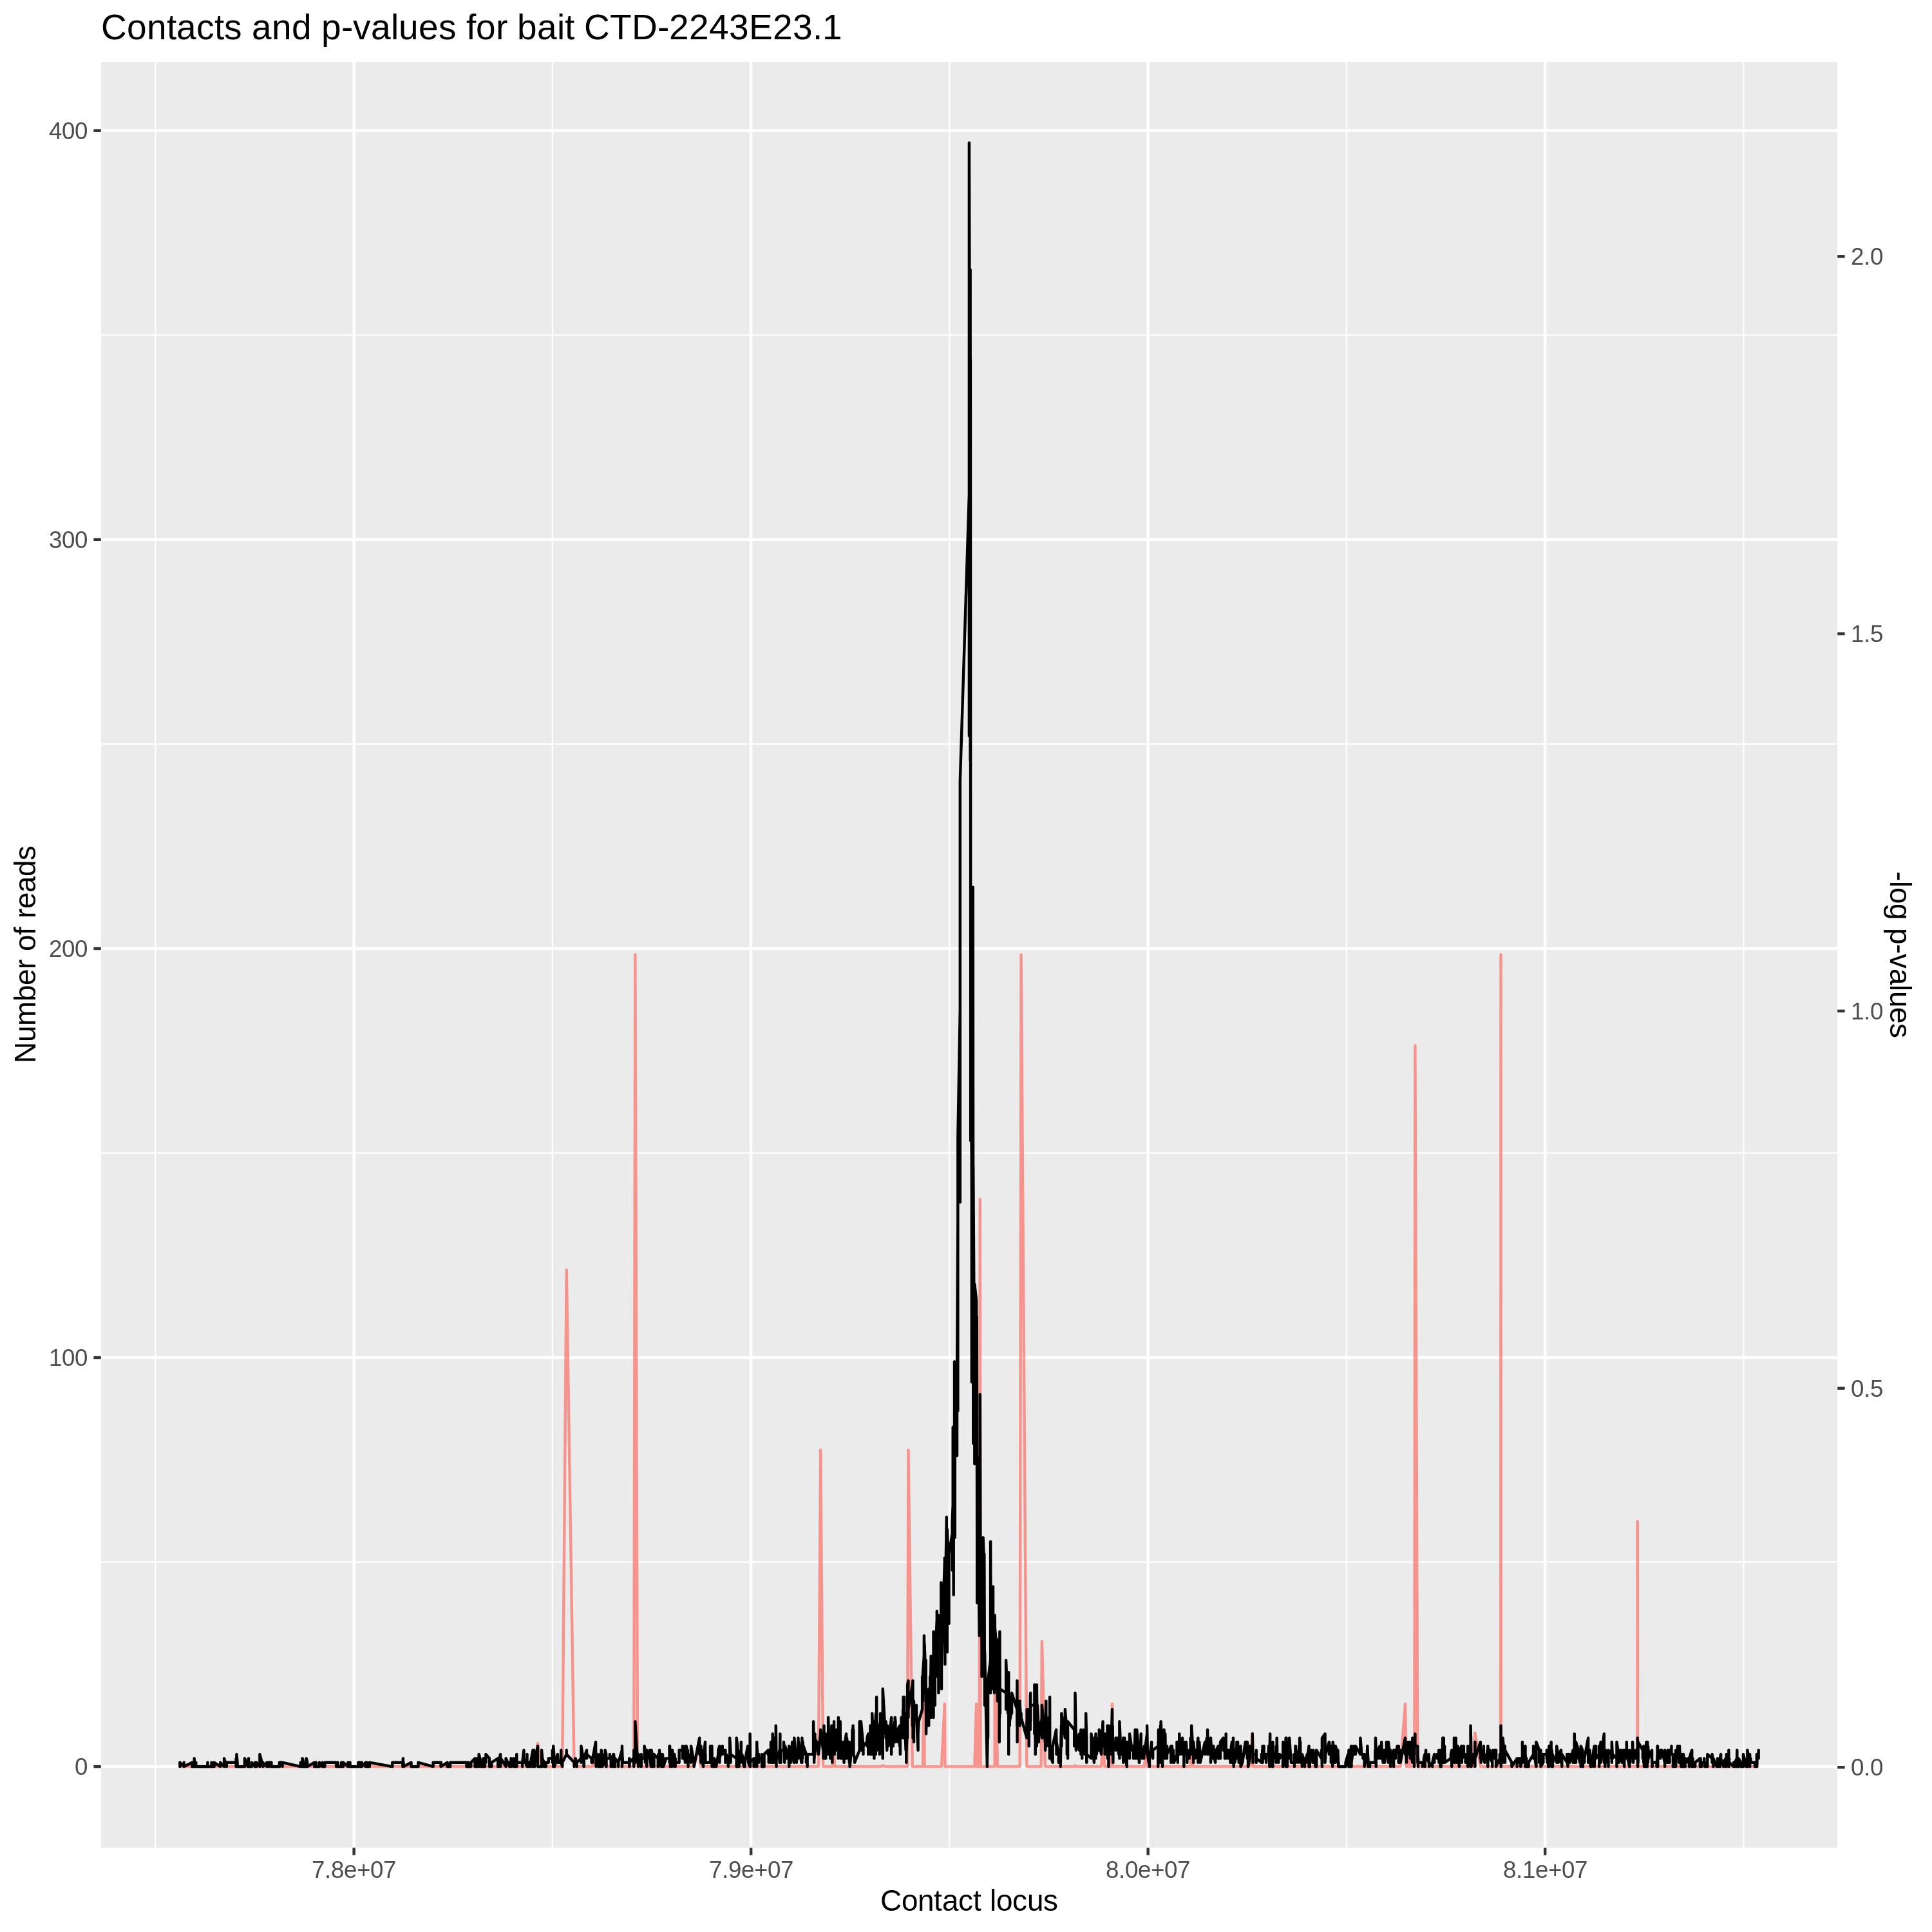 Contacts and p-values for bait CTD-2243E23.1
400
300
200
100
0
Number of reads
2.0
1.5
1.0
0.5
0.0
-log p-values
7.8e+07
7.9e+07
8.0e+07
8.1e+07
Contact locus